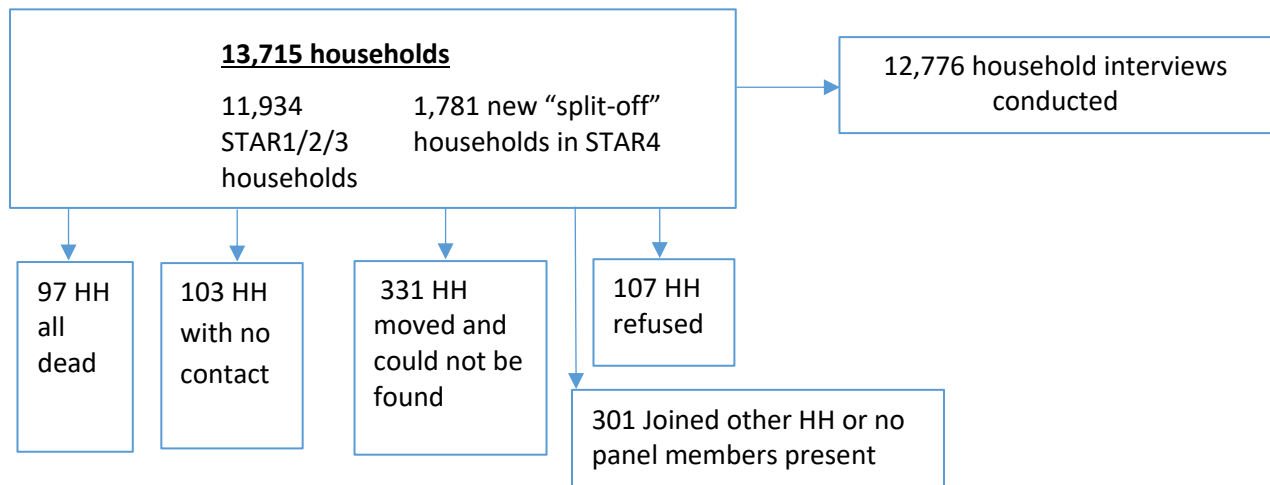 13,715 households
11,934
STAR1/2/3
households
1,781 new “split-off”
households in STAR4
12,776 household interviews
conducted
97 HH
all
dead
103 HH
with no
contact
331 HH
moved and
could not be
found
107 HH
refused
301 Joined other HH or no
panel members present